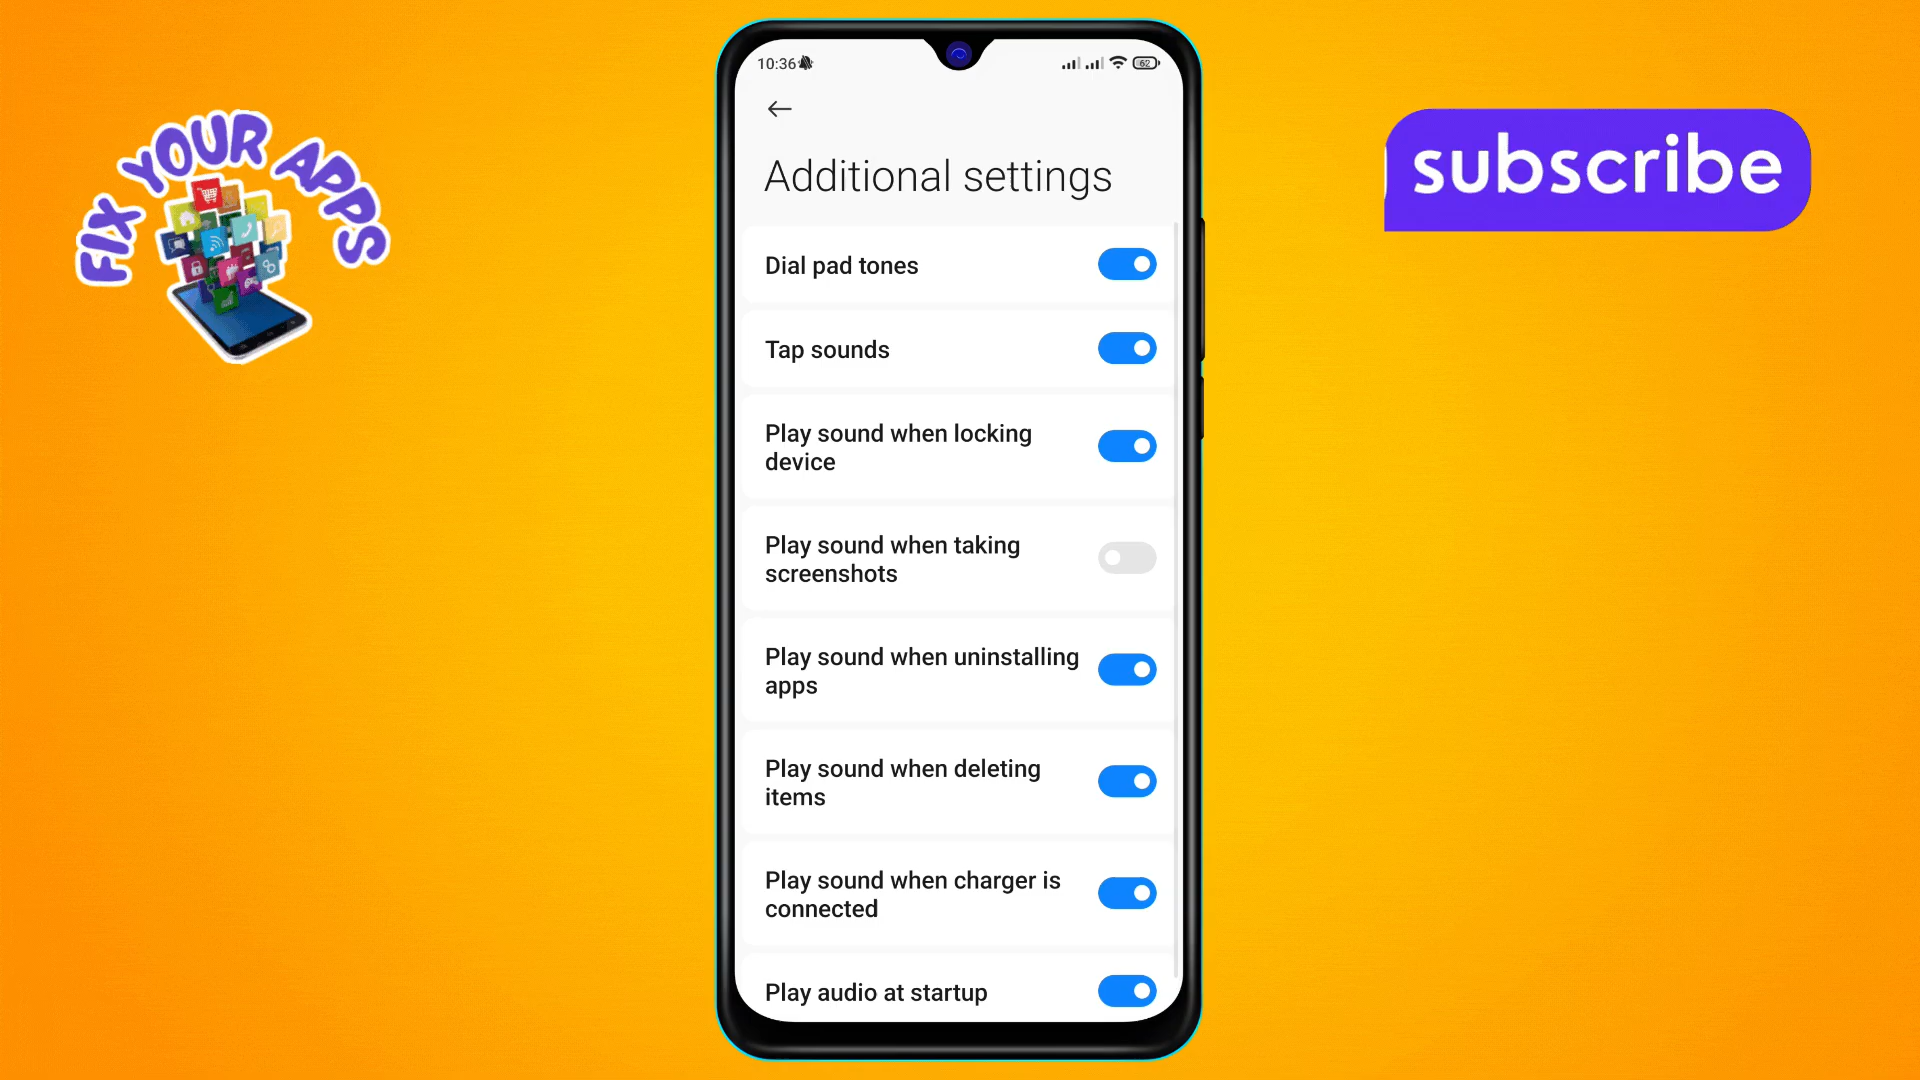 FIX YOUR APPS
subscribe
10:36
62
Additional settings
Dial pad tones
Tap sounds
Play sound when locking
device
Play sound when taking
screenshots
Play sound when uninstalling
apps
Play sound when deleting
items
Play sound when charger is
connected
Play audio at startup